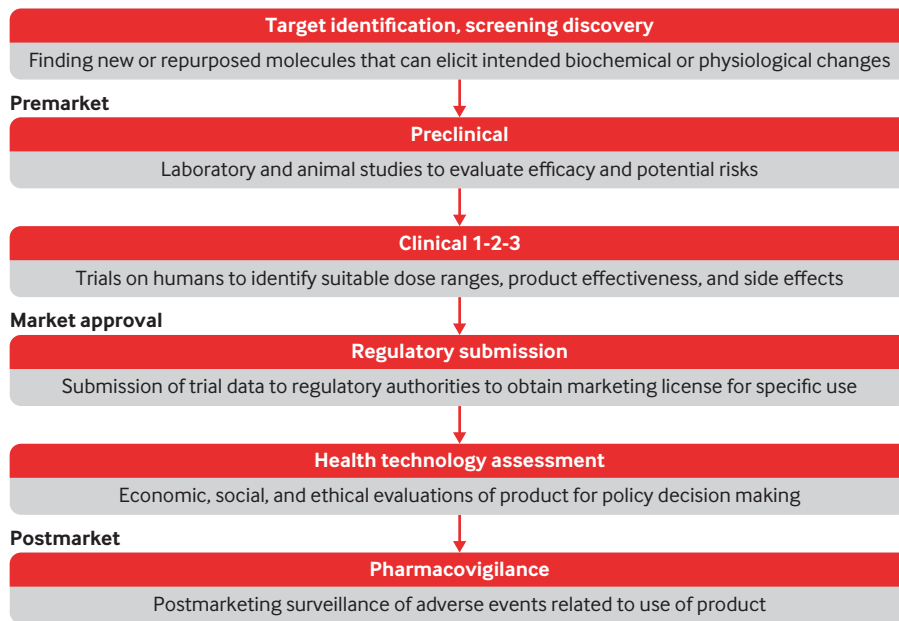 Target identification, screening discovery
Finding new or repurposed molecules that can elicit intended biochemical or physiological changes
Premarket
Preclinical
Laboratory and animal studies to evaluate efficacy and potential risks
Clinical 1-2-3
Trials on humans to identify suitable dose ranges, product effectiveness, and side effects
Market approval
Regulatory submission
Submission of trial data to regulatory authorities to obtain marketing license for specific use
Health technology assessment
Economic, social, and ethical evaluations of product for policy decision making
Postmarket
Pharmacovigilance
Postmarketing surveillance of adverse events related to use of product